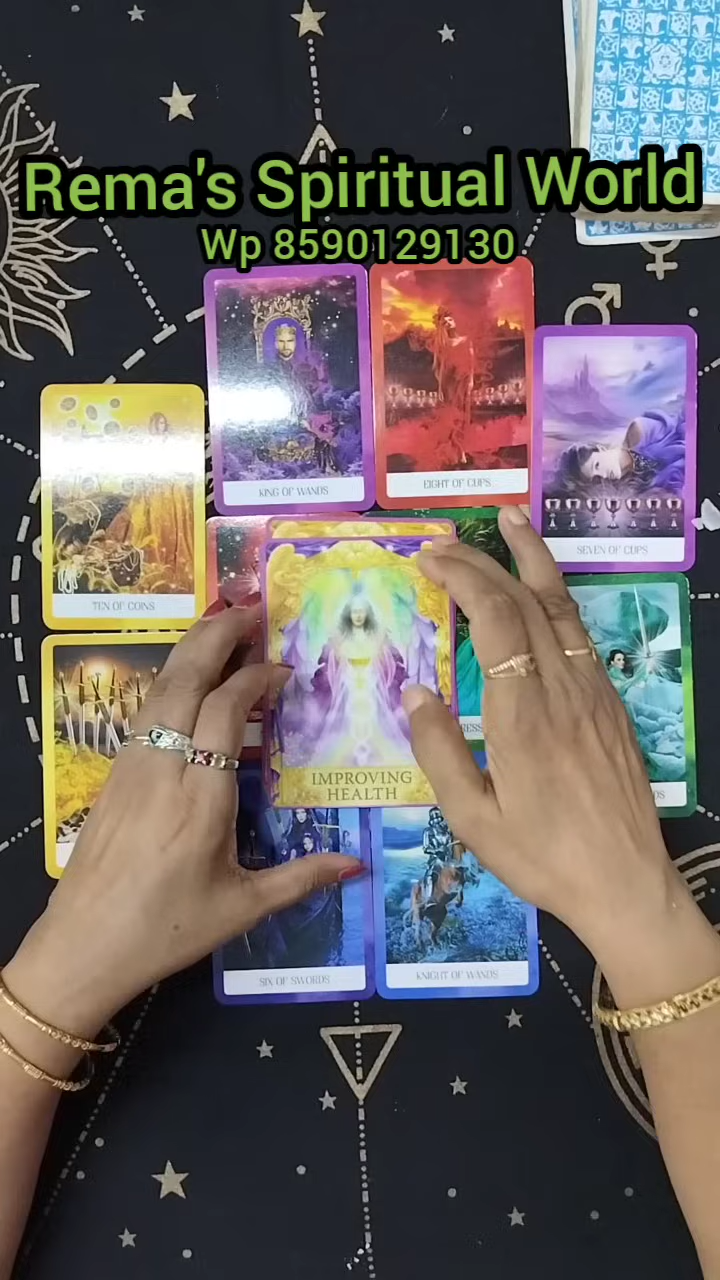 Rema's Spiritual World
Wp 8590129130
KING OF WANDS
EIGHT OF CUPS
SEVEN OF CUPS
TEN OF COINS
IMPROVING
HEALTH
SIX OF SWORDS
KNIGHT OF WANDS